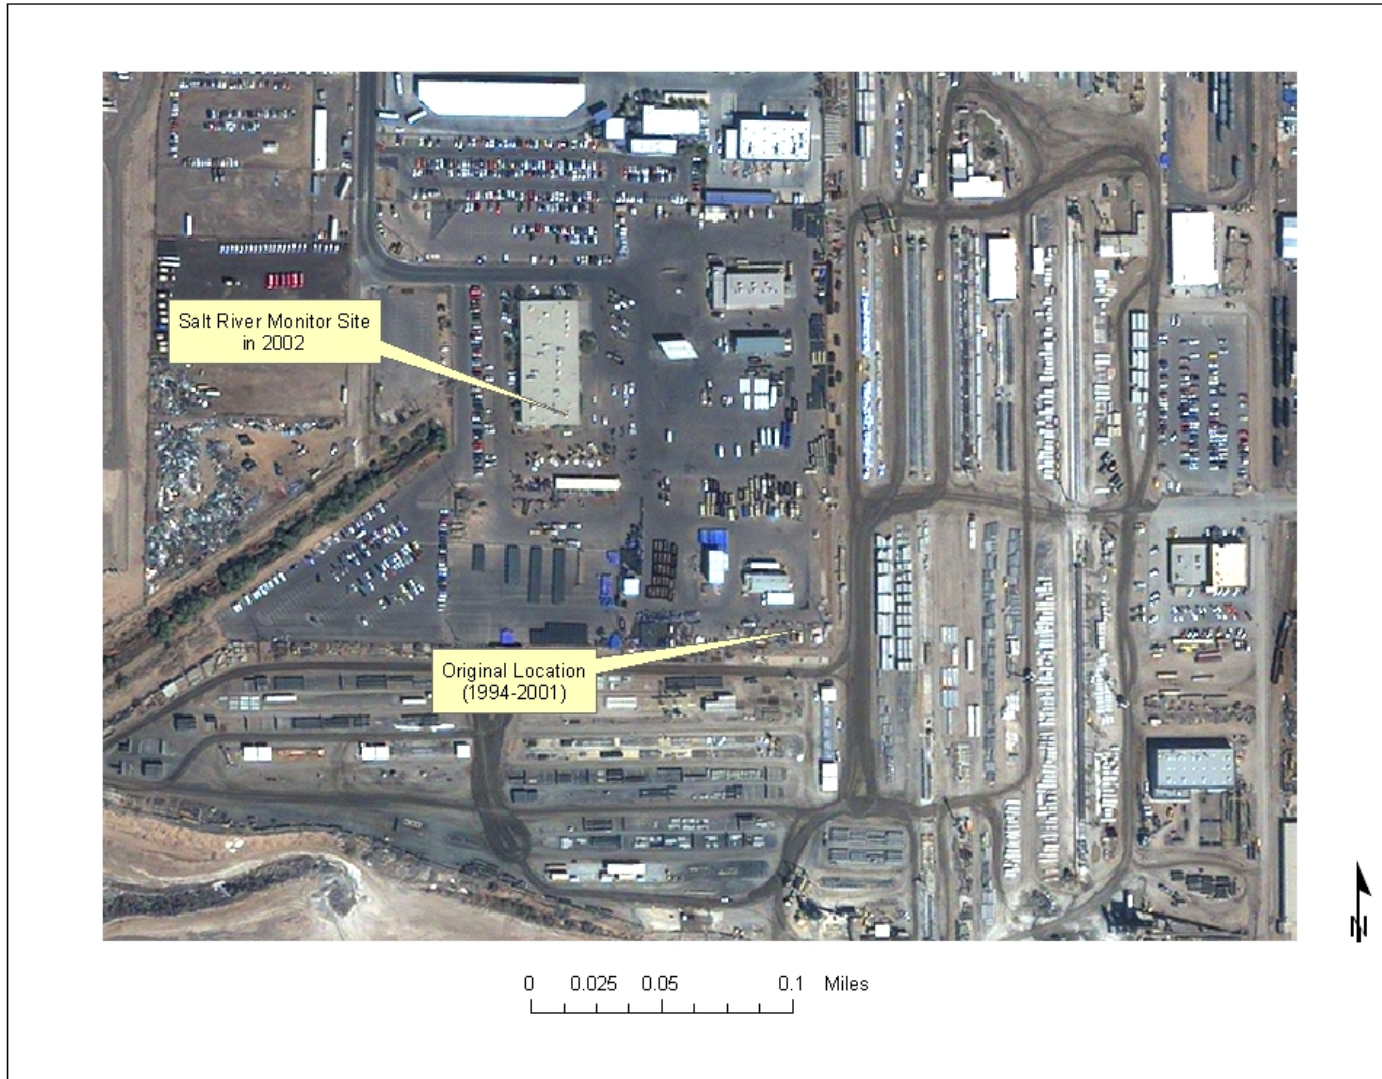 Salt River Monitor Site
in 2002
Original Location
(1994-2001)
0 0.025 0.05 0.1 Miles
N